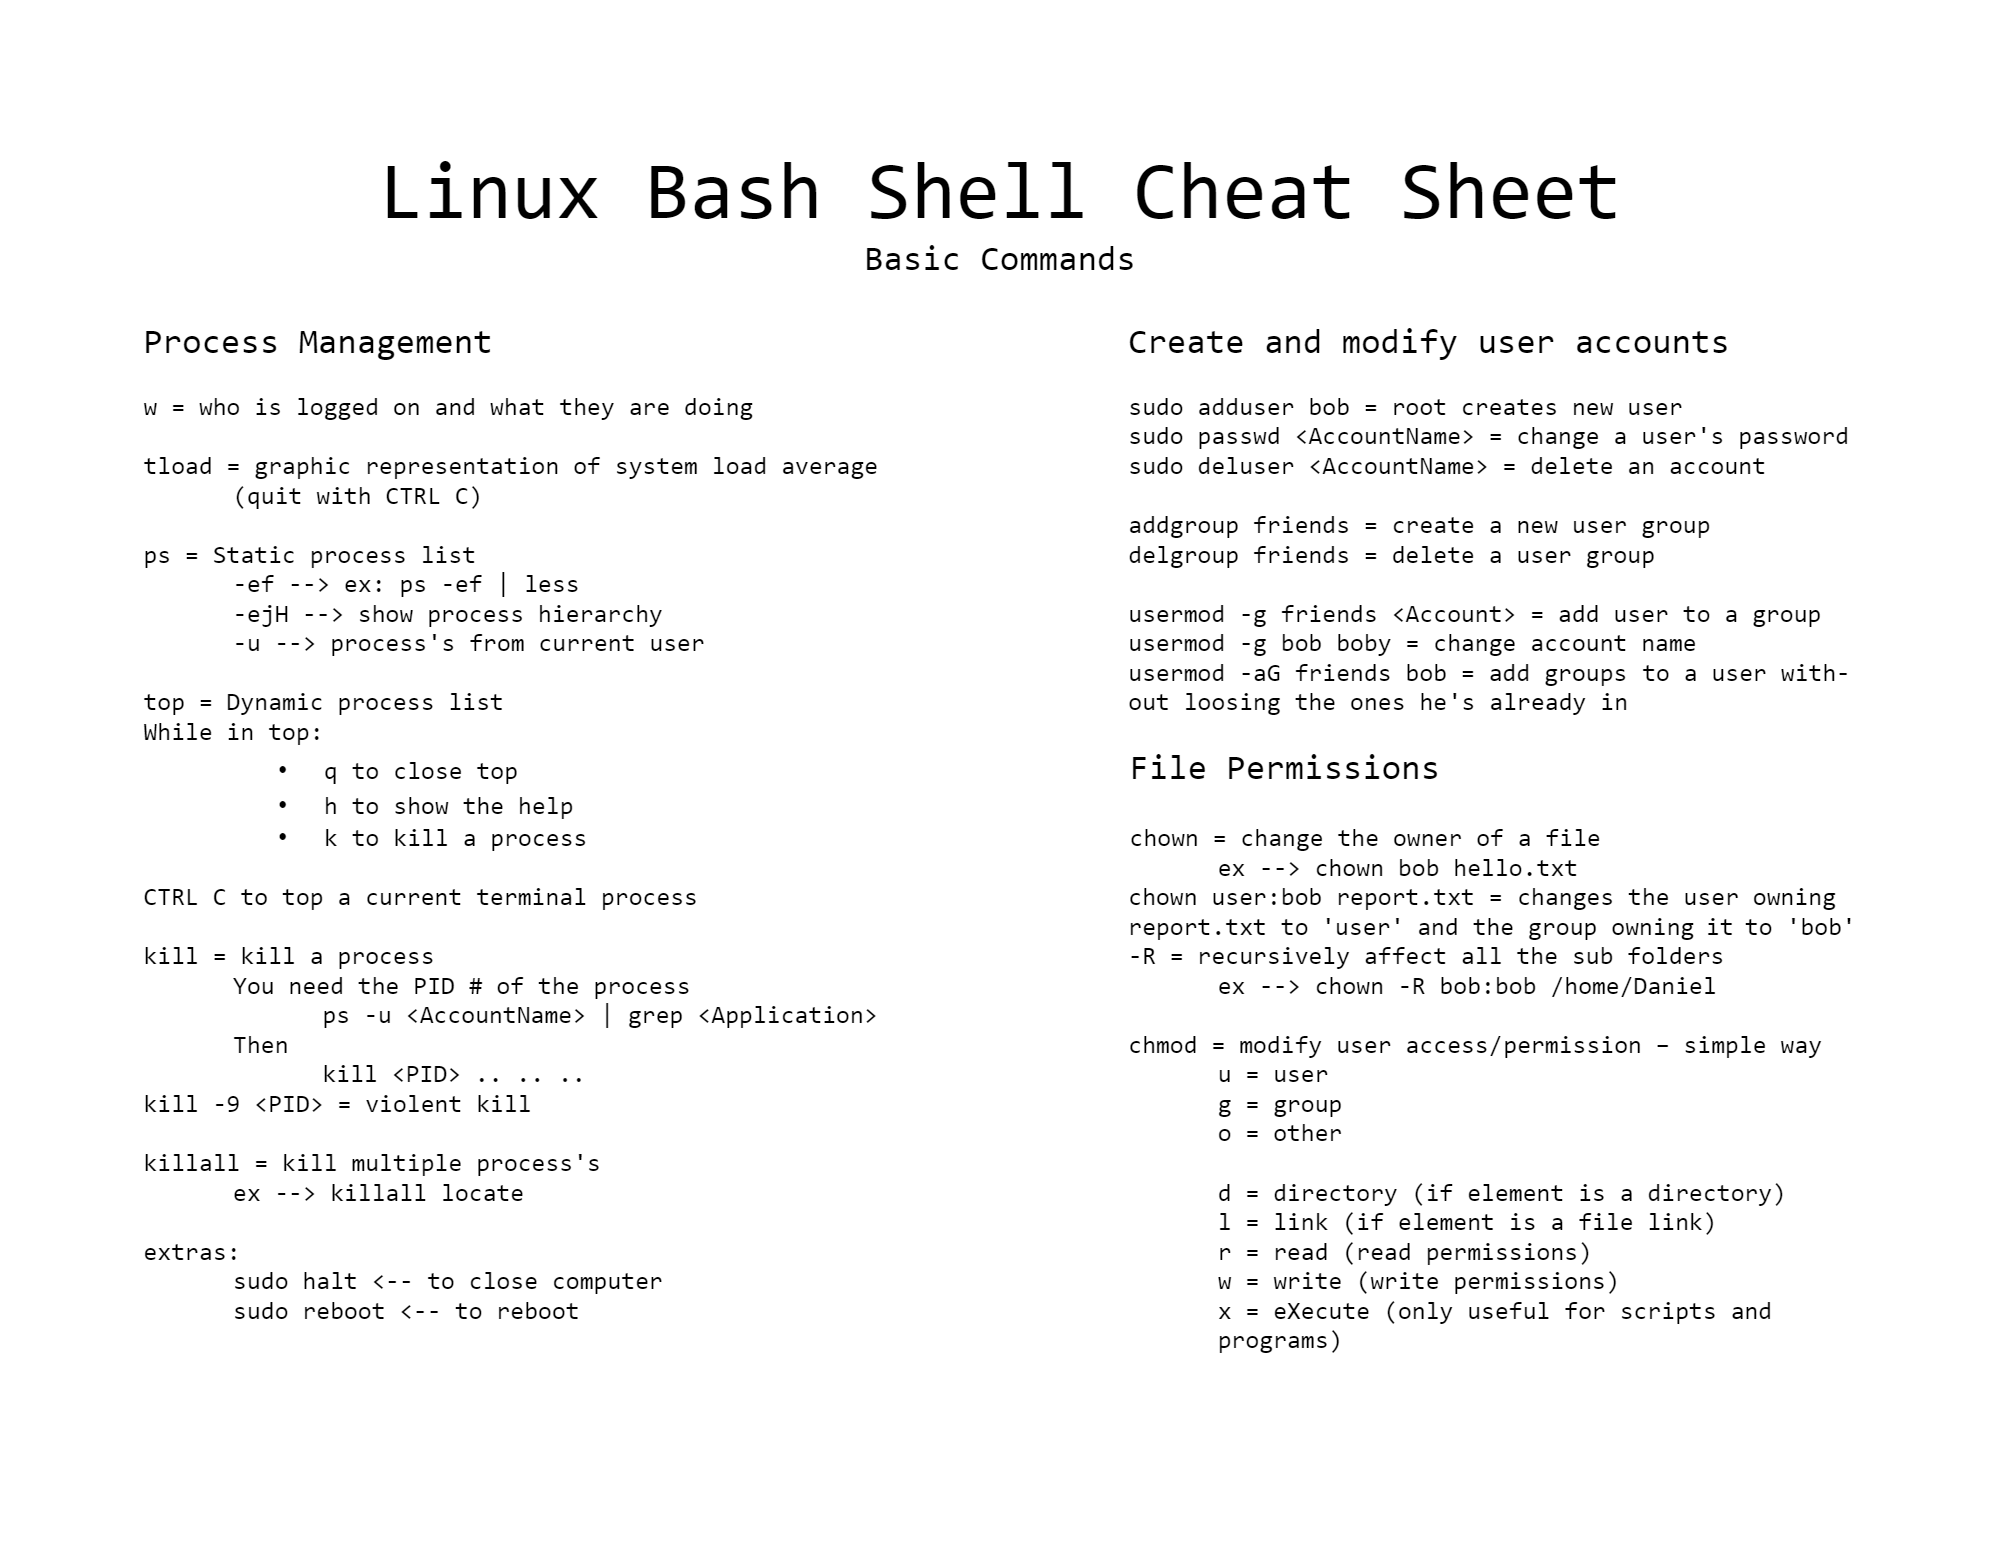 Linux Bash Shell Cheat Sheet
Basic Commands
Process Management
w = who is logged on and what they are doing
tload = graphic representation of system load average
(quit with CTRL C)
ps = Static process list
-ef --> ex: ps -ef | less
-ejH --> show process hierarchy
-u --> process's from current user
top = Dynamic process list
While in top:
• q to close top
• h to show the help
• k to kill a process
CTRL C to top a current terminal process
kill = kill a process
You need the PID # of the process
ps -u <AccountName> | grep <Application>
Then
kill <PID> .. .. ..
kill -9 <PID> = violent kill
killall = kill multiple process's
ex --> killall locate
extras:
sudo halt <-- to close computer
sudo reboot <-- to reboot
Create and modify user accounts
sudo adduser bob = root creates new user
sudo passwd <AccountName> = change a user's password
sudo deluser <AccountName> = delete an account
addgroup friends = create a new user group
delgroup friends = delete a user group
usermod -g friends <Account> = add user to a group
usermod -g bob boby = change account name
usermod -aG friends bob = add groups to a user with-
out loosing the ones he's already in
File Permissions
chown = change the owner of a file
ex --> chown bob hello.txt
chown user:bob report.txt = changes the user owning
report.txt to 'user' and the group owning it to 'bob'
-R = recursively affect all the sub folders
ex --> chown -R bob:bob /home/Daniel
chmod = modify user access/permission – simple way
u = user
g = group
o = other
d = directory (if element is a directory)
l = link (if element is a file link)
r = read (read permissions)
w = write (write permissions)
x = eXecute (only useful for scripts and
programs)